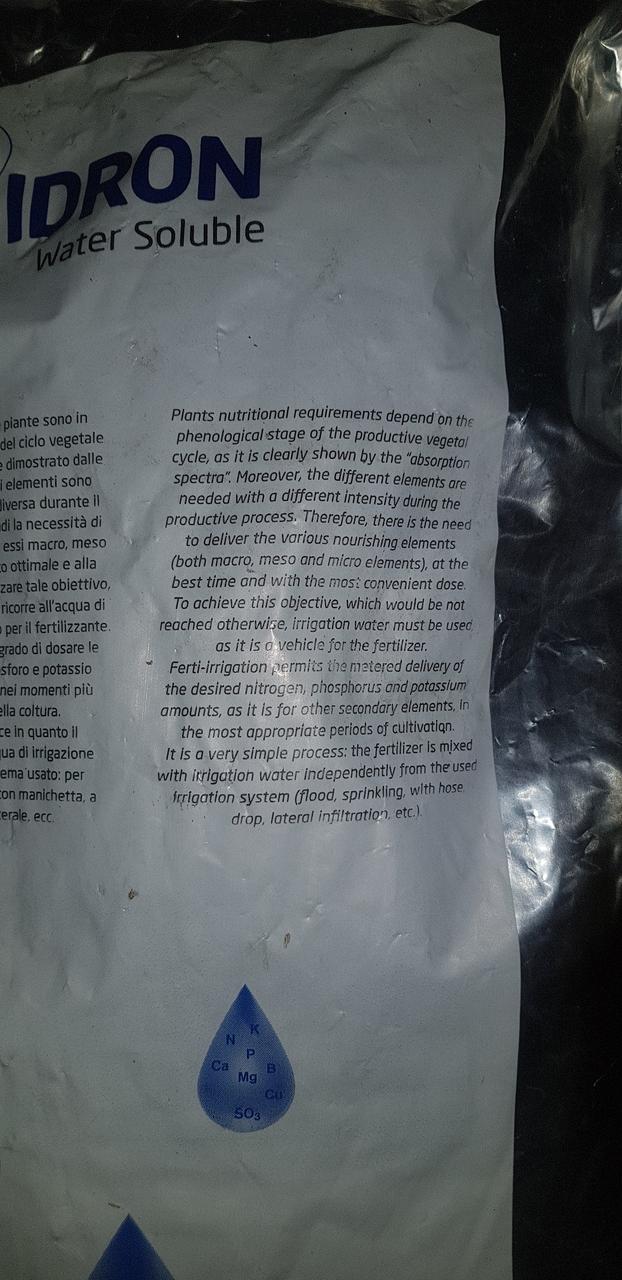 IDRON
Water Soluble
piante sono in
del ciclo vegetale
dimostrato dalle
i elementi sono
diversa durante il
di la necessità di
essi macro, meso
o ottimale e alla
zare tale obiettivo,
ricorre all'acqua di
per il fertilizzante.
grado di dosare le
sforo e potassio
nei momenti più
ella coltura.
ce in quanto il
qua di irrigazione
ema usato: per
con manichetta, a
terale, ecc.
Plants nutritional requirements depend on the
phenological stage of the productive vegetal
cycle, as it is clearly shown by the "absorption
spectra". Moreover, the different elements are
needed with a different intensity during the
productive process. Therefore, there is the need
to deliver the various nourishing elements
(both macro, meso and micro elements), at the
best time and with the most convenient dose.
To achieve this objective, which would be not
reached otherwise, irrigation water must be used
as it is a vehicle for the fertilizer.
Ferti-irrigation permits the metered delivery of
the desired nitrogen, phosphorus and potassium
amounts, as it is for other secondary elements, in
the most appropriate periods of cultivation.
It is a very simple process: the fertilizer is mixed
with irrigation water independently from the used
irrigation system (flood, sprinkling, with hose,
drop, lateral infiltration, etc.).
K
N
P
Ca
B
Mg
Cu
SO3